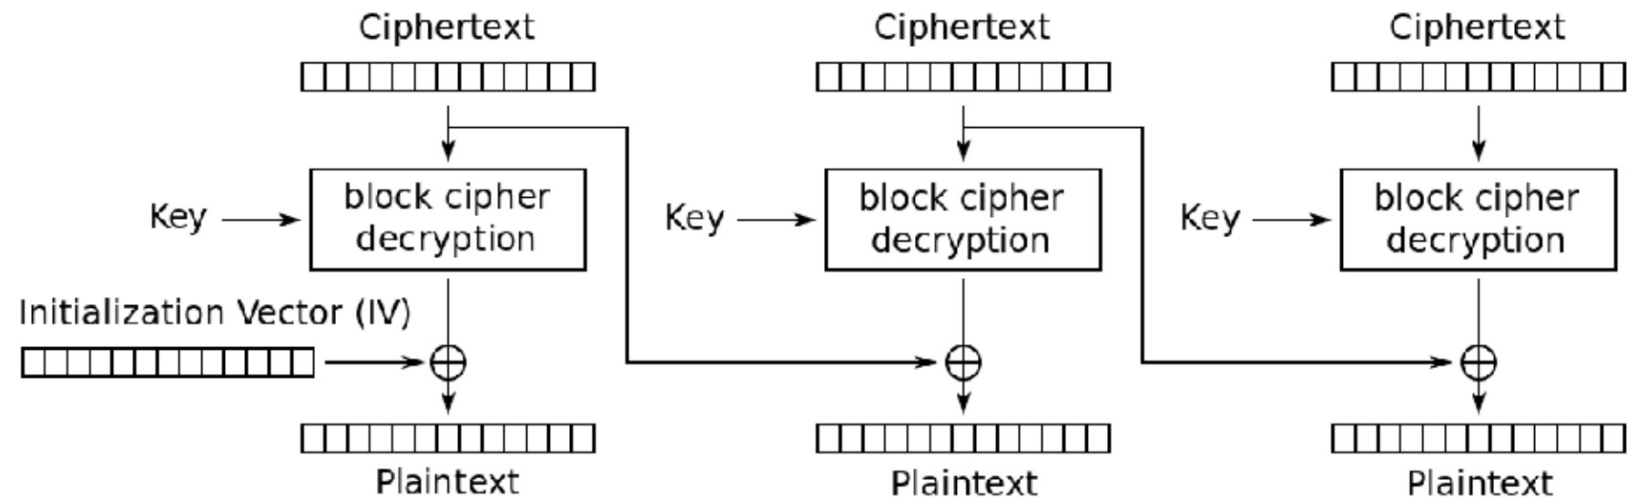 Ciphertext
Ciphertext
Ciphertext
Key
block cipher
decryption
Key
block cipher
decryption
Key
block cipher
decryption
Initialization Vector (IV)
Plaintext
Plaintext
Plaintext